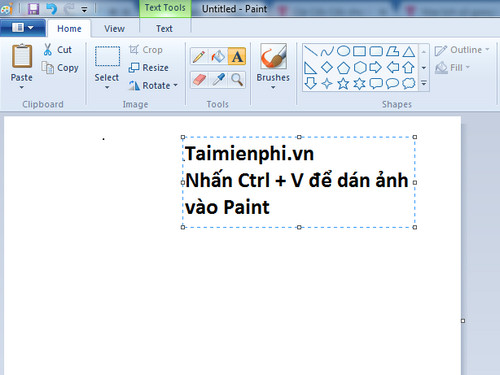 Text Tools
Untitled - Paint
Home
View
Text
Cut
Copy
Paste
Clipboard
Crop
Resize
Rotate
Select
Image
A
Tools
Brushes
Shapes
Outline
Fill
Taimienphi.vn
Nhấn Ctrl + V để dán ảnh
vào Paint